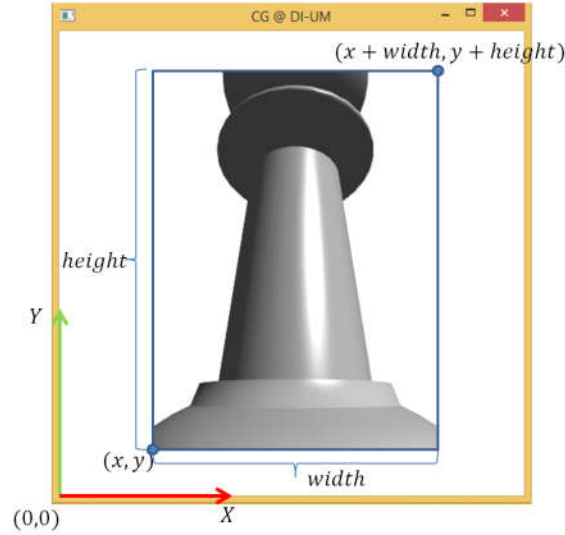 CG @ DI-UM
(x + width, y + height)
height
Y
(x, y)
width
(0,0)
X